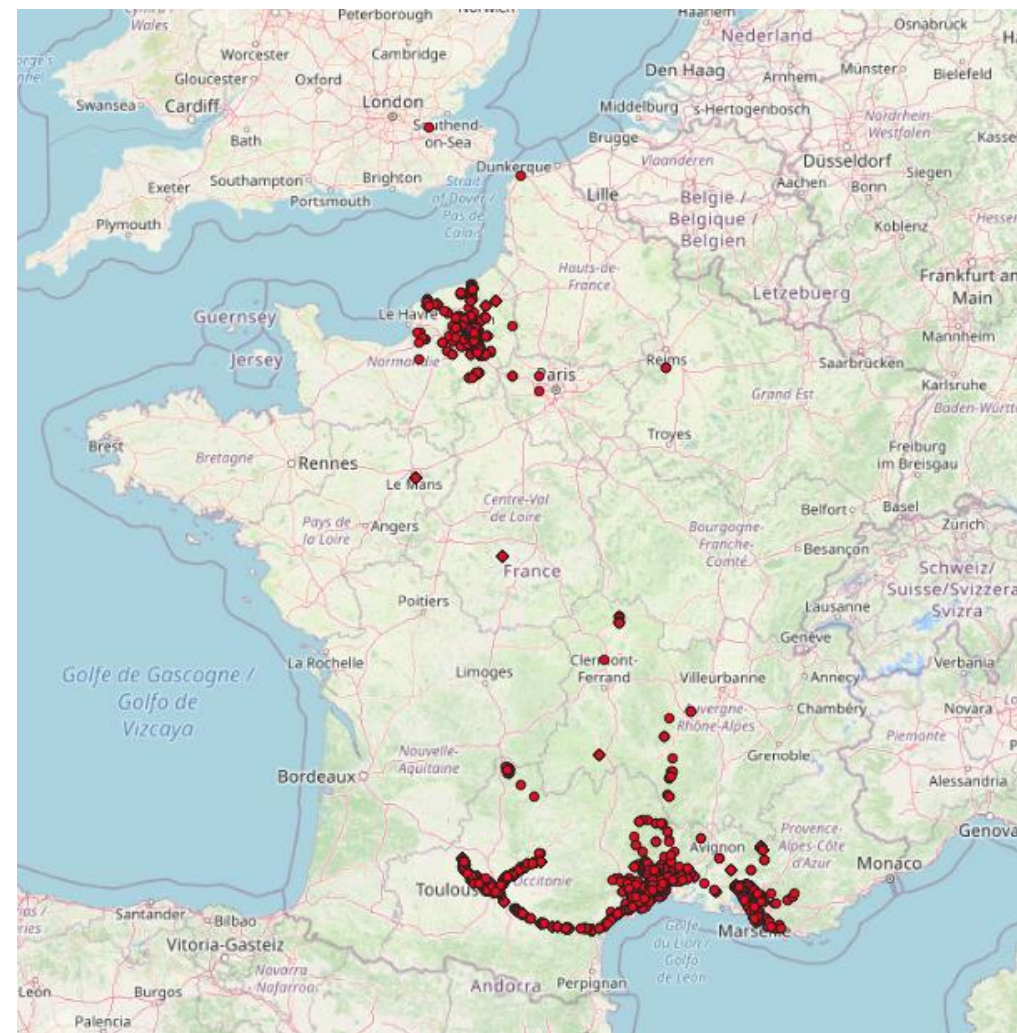 Peterborough
Norwich
Haarlem
Osnabrück
Wales
Nederland
Worcester
Cambridge
Gloucester
Oxford
Den Haag
Arnhem
Münster
Bielefeld
Swansea
Cardiff
London
Middelburg
's-Hertogenbosch
Bath
Southend-
on-Sea
Brugge
Nordrhein-
Westfalen
Kasse
Dunkerque
Vlaanderen
Düsseldorf
Exeter
Southampton
Brighton
Strait
of Dover /
Pas de
Calais
Lille
Aachen
Bonn
Siegen
Portsmouth
België /
Belgique /
Belgien
Plymouth
Koblenz
Hessen
Hauts-de-
France
Frankfurt am
Main
Letzebuerg
Guernsey
Le Havre
Mannheim
Jersey
Normandie
Paris
Reims
Saarbrücken
Grand Est
Karlsruhe
Baden-Württ
Brest
Bretagne
Rennes
Troyes
Freiburg
im Breisgau
Le Mans
Centre-Val
de Loire
Pays de
la Loire
Angers
Belfort
Basel
Zürich
Bourgogne-
Franche-
Comté
Besançon
France
Schweiz/
Suisse/Svizzera
Svizra
Poitiers
Lausanne
Genève
La Rochelle
Limoges
Clermont-
Ferrand
Villeurbanne
Annecy
Verbania
Golfe de Gascogne /
Golfo de
Vizcaya
Auvergne-
Rhône-Alpes
Chambéry
Novara
Piemonte
Nouvelle-
Aquitaine
Grenoble
Bordeaux
Alessandria
Genova
Provence-
Alpes-Côte
d'Azur
Avignon
Monaco
Toulous
Occitanie
Santander
Bilbao
Marseille
Golfe
du Lion /
Golfo
de León
Vitoria-Gasteiz
Navarra
Nafarroa
Andorra
Perpignan
León
Burgos
Palencia